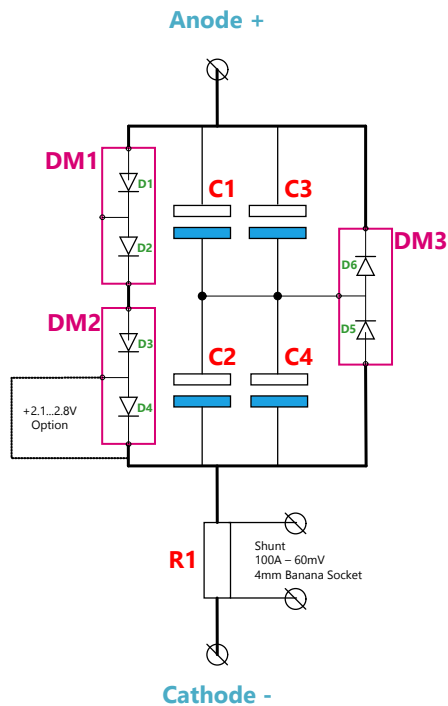 Anode +
DM1
D1
D2
C1
C3
DM3
D6
D5
DM2
D3
D4
C2
C4
+2.1...2.8V
Option
R1
Shunt
100A – 60mV
4mm Banana Socket
Cathode -